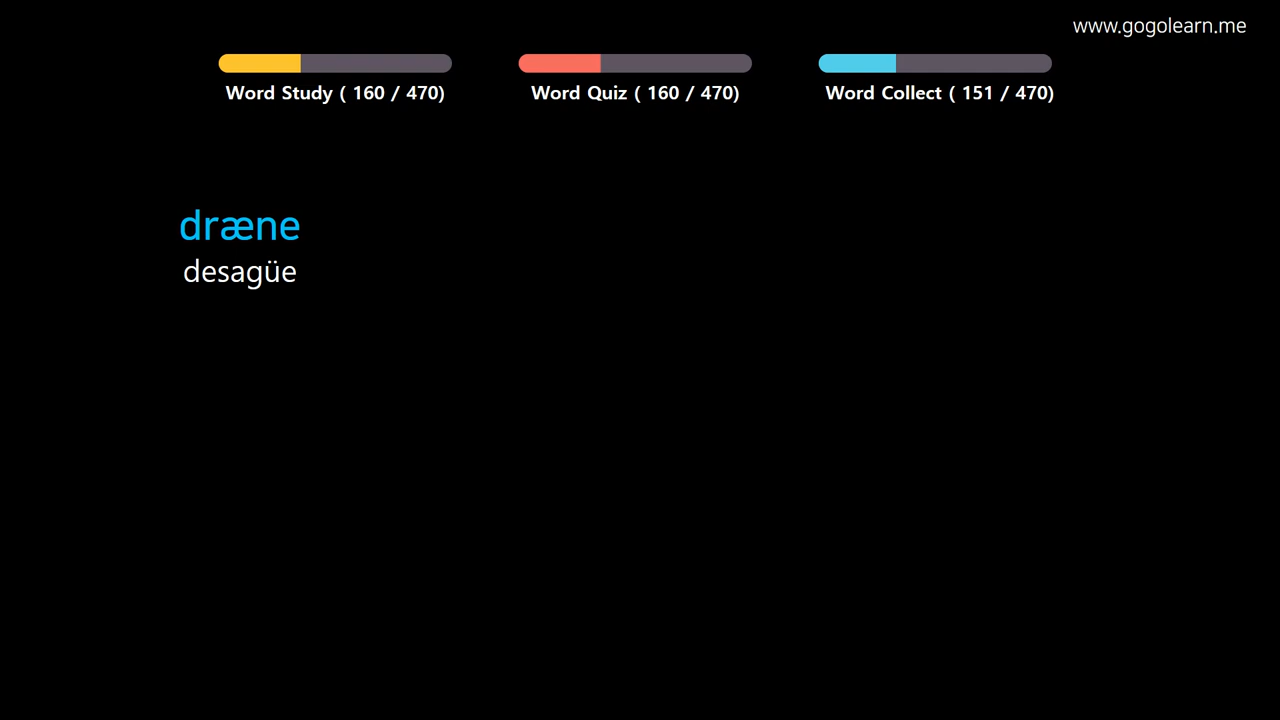 www.gogolearn.me
Word Study ( 160 / 470)
Word Quiz ( 160 / 470)
Word Collect ( 151 / 470)
dræne
desagüe